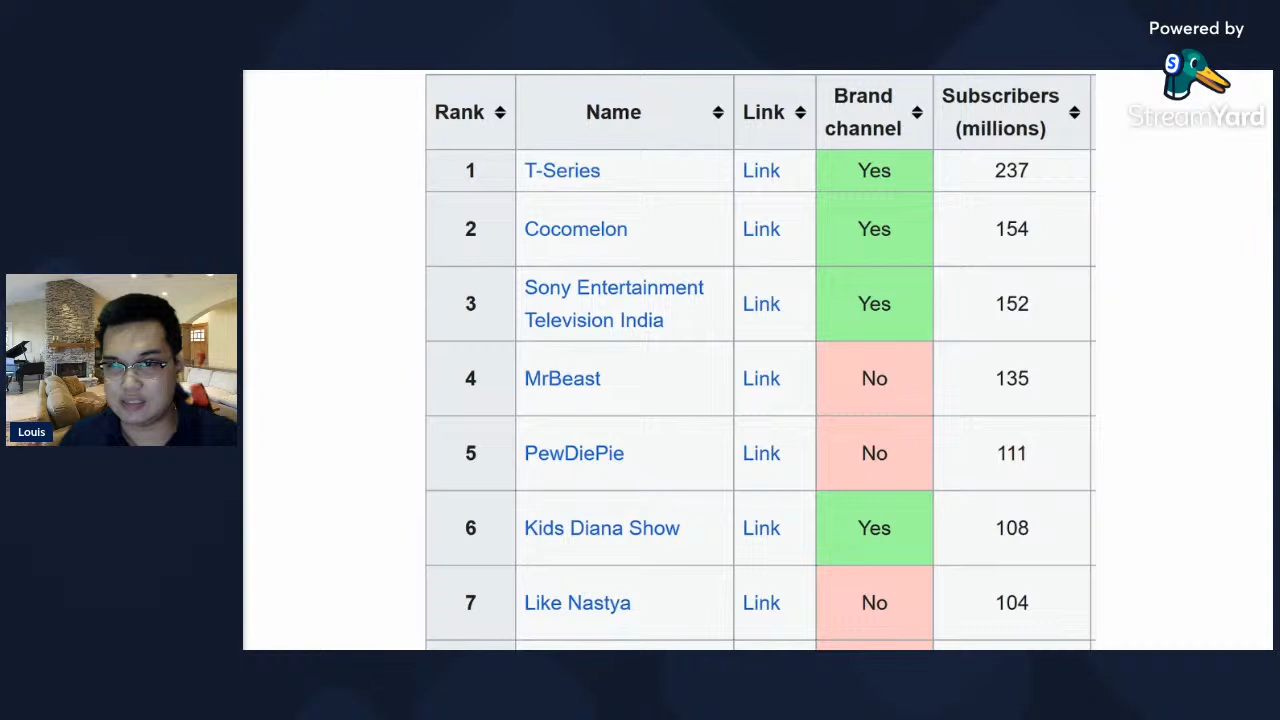 Powered by
S
StreamYard
Rank Name Link Brand channel Subscribers (millions)
1 T-Series Link Yes 237
2 Cocomelon Link Yes 154
3 Sony Entertainment Television India Link Yes 152
4 MrBeast Link No 135
5 PewDiePie Link No 111
6 Kids Diana Show Link Yes 108
7 Like Nastya Link No 104
Louis